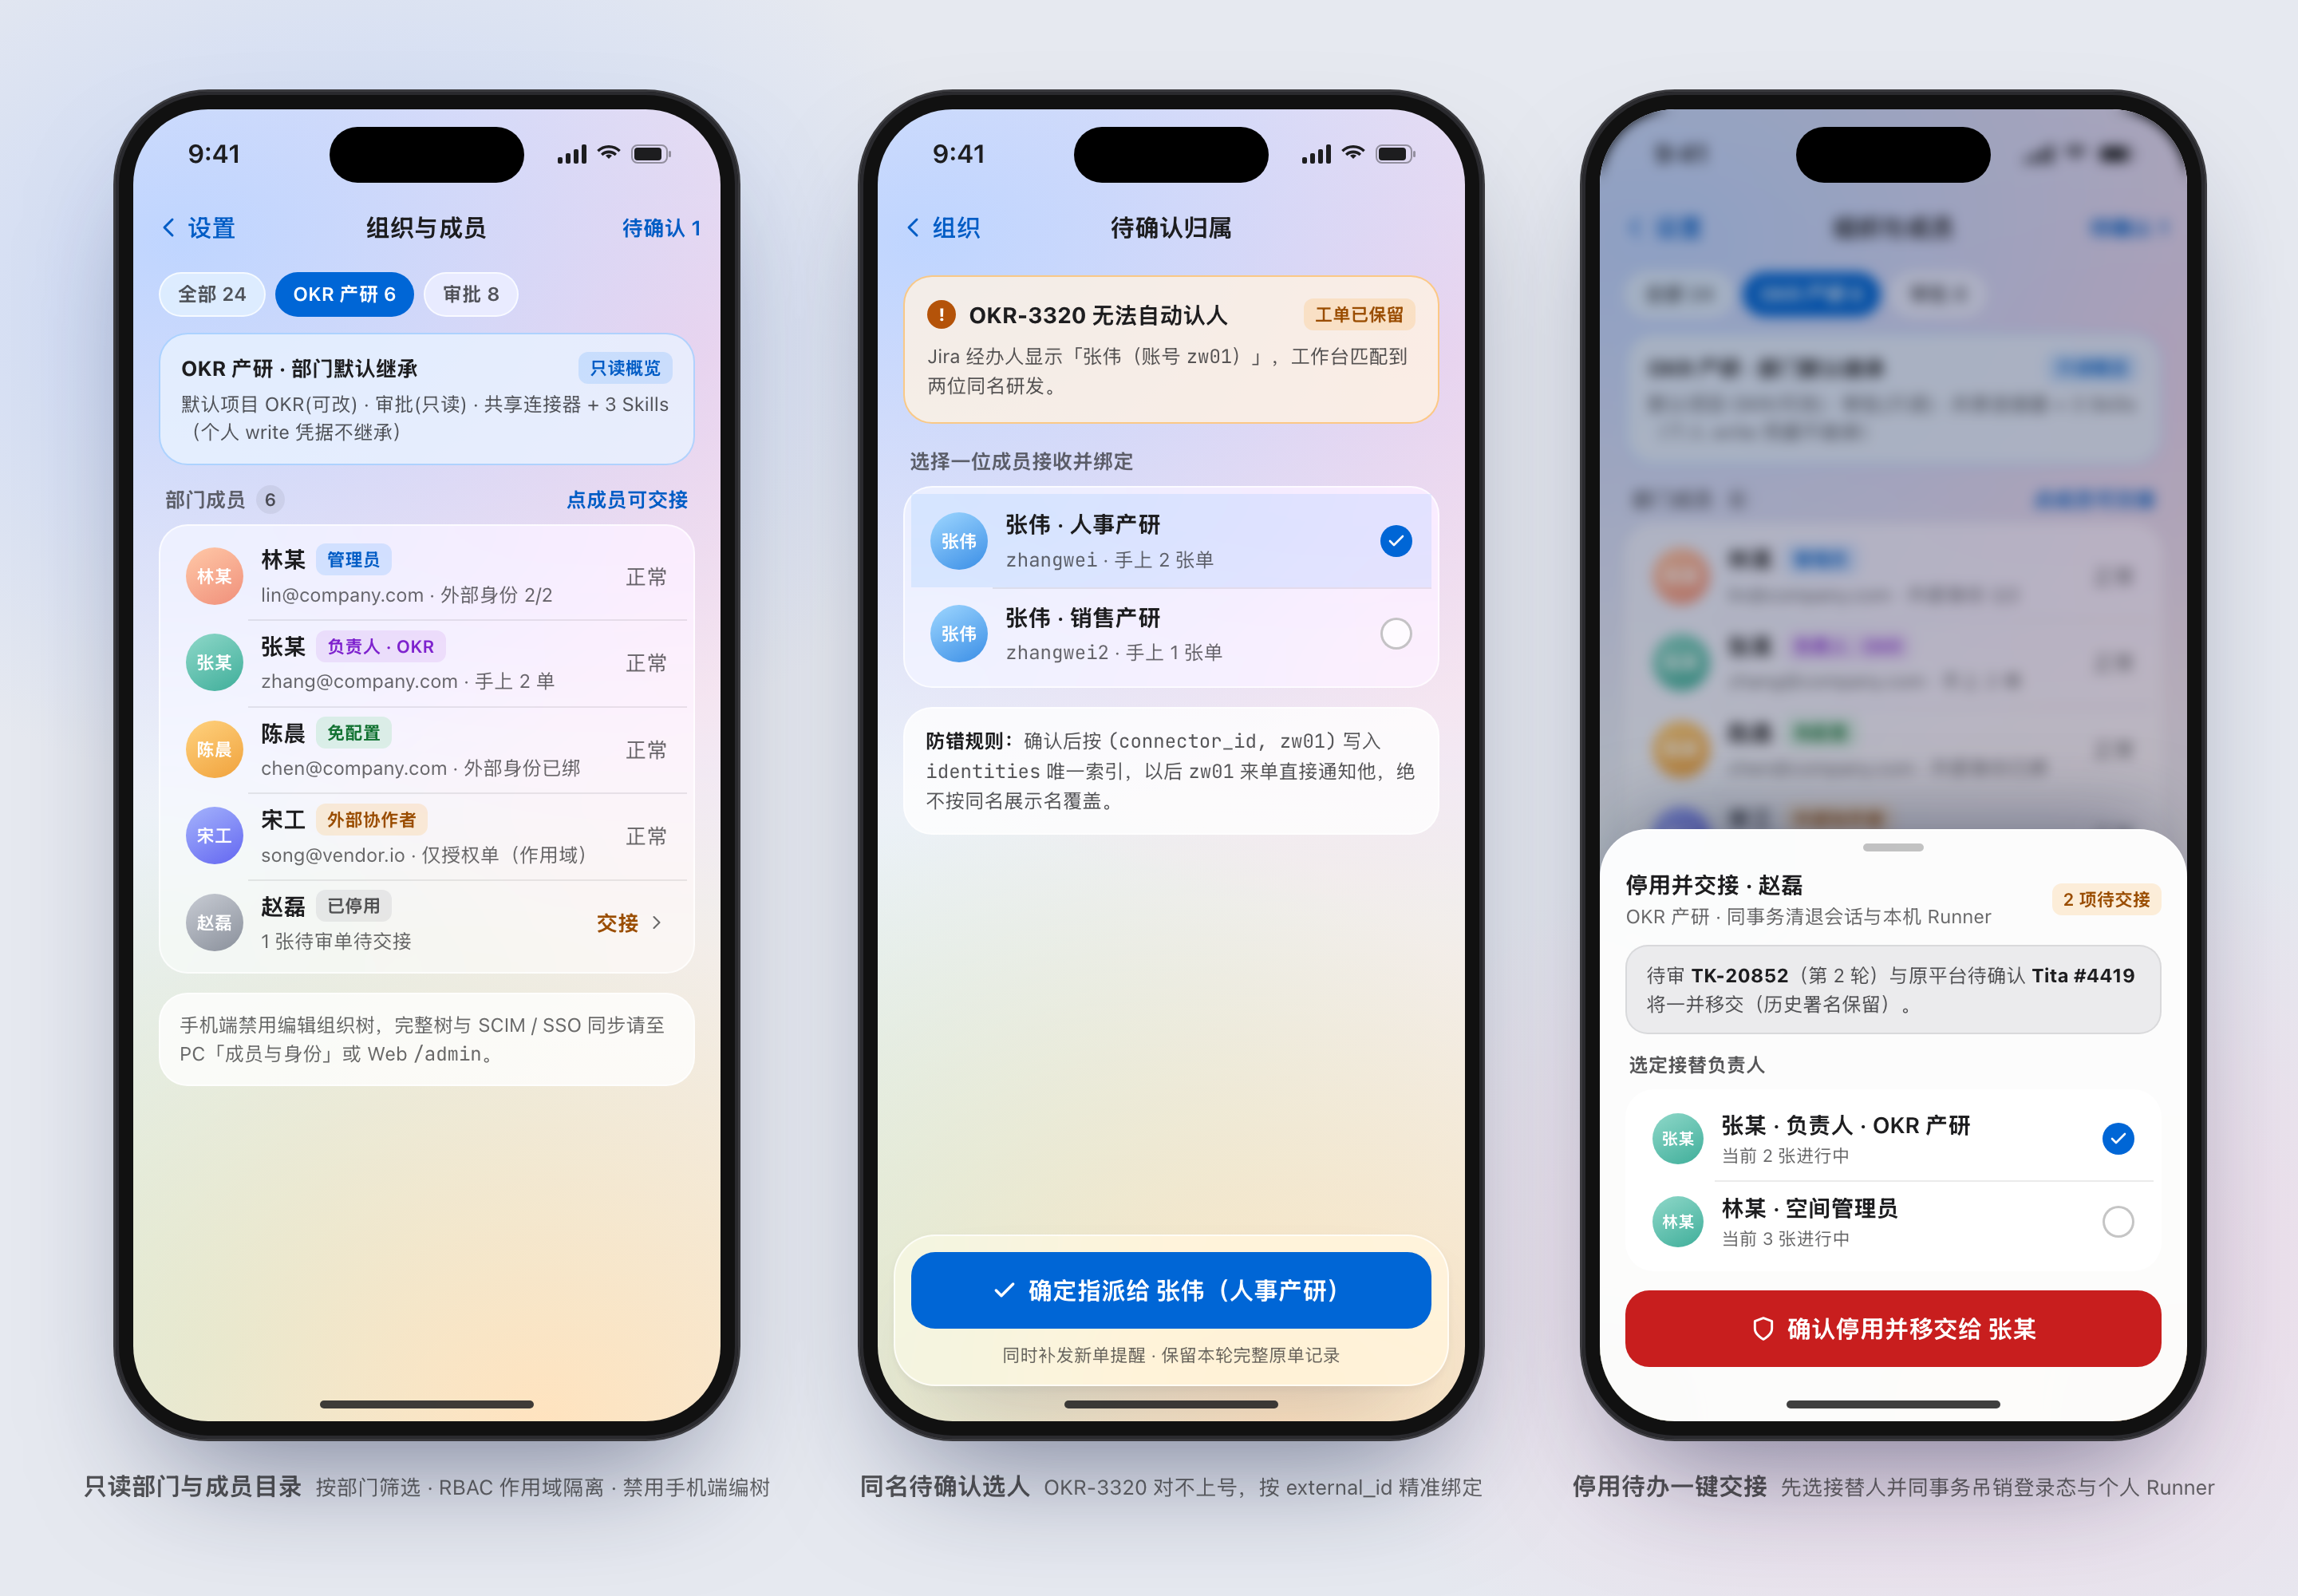 9:41
设置
组织与成员
待确认 1
全部 24
OKR 产研 6
审批 8
OKR 产研 · 部门默认继承
只读概览
默认项目 OKR(可改) · 审批(只读) · 共享连接器 + 3 Skills
（个人 write 凭据不继承）
部门成员 6
点成员可交接
林某
林某 管理员
lin@company.com · 外部身份 2/2
正常
张某
张某 负责人 · OKR
zhang@company.com · 手上 2 单
正常
陈晨
陈晨 免配置
chen@company.com · 外部身份已绑
正常
宋工
宋工 外部协作者
song@vendor.io · 仅授权单（作用域）
正常
赵磊
赵磊 已停用
1 张待审单待交接
交接
手机端禁用编辑组织树，完整树与 SCIM / SSO 同步请至
PC「成员与身份」或 Web /admin。
只读部门与成员目录 按部门筛选 · RBAC 作用域隔离 · 禁用手机端编树
9:41
组织
待确认归属
! OKR-3320 无法自动认人
工单已保留
Jira 经办人显示「张伟（账号 zw01）」，工作台匹配到
两位同名研发。
选择一位成员接收并绑定
张伟
张伟 · 人事产研
zhangwei · 手上 2 张单
张伟
张伟 · 销售产研
zhangwei2 · 手上 1 张单
防错规则：确认后按 (connector_id, zw01) 写入
identities 唯一索引，以后 zw01 来单直接通知他，绝
不按同名展示名覆盖。
确定指派给 张伟（人事产研）
同时补发新单提醒 · 保留本轮完整原单记录
同名待确认选人 OKR-3320 对不上号，按 external_id 精准绑定
停用并交接 · 赵磊
OKR 产研 · 同事务清退会话与本机 Runner
2 项待交接
待审 TK-20852（第 2 轮）与原平台待确认 Tita #4419
将一并移交（历史署名保留）。
选定接替负责人
张某
张某 · 负责人 · OKR 产研
当前 2 张进行中
林某
林某 · 空间管理员
当前 3 张进行中
确认停用并移交给 张某
停用待办一键交接 先选接替人并同事务吊销登录态与个人 Runner